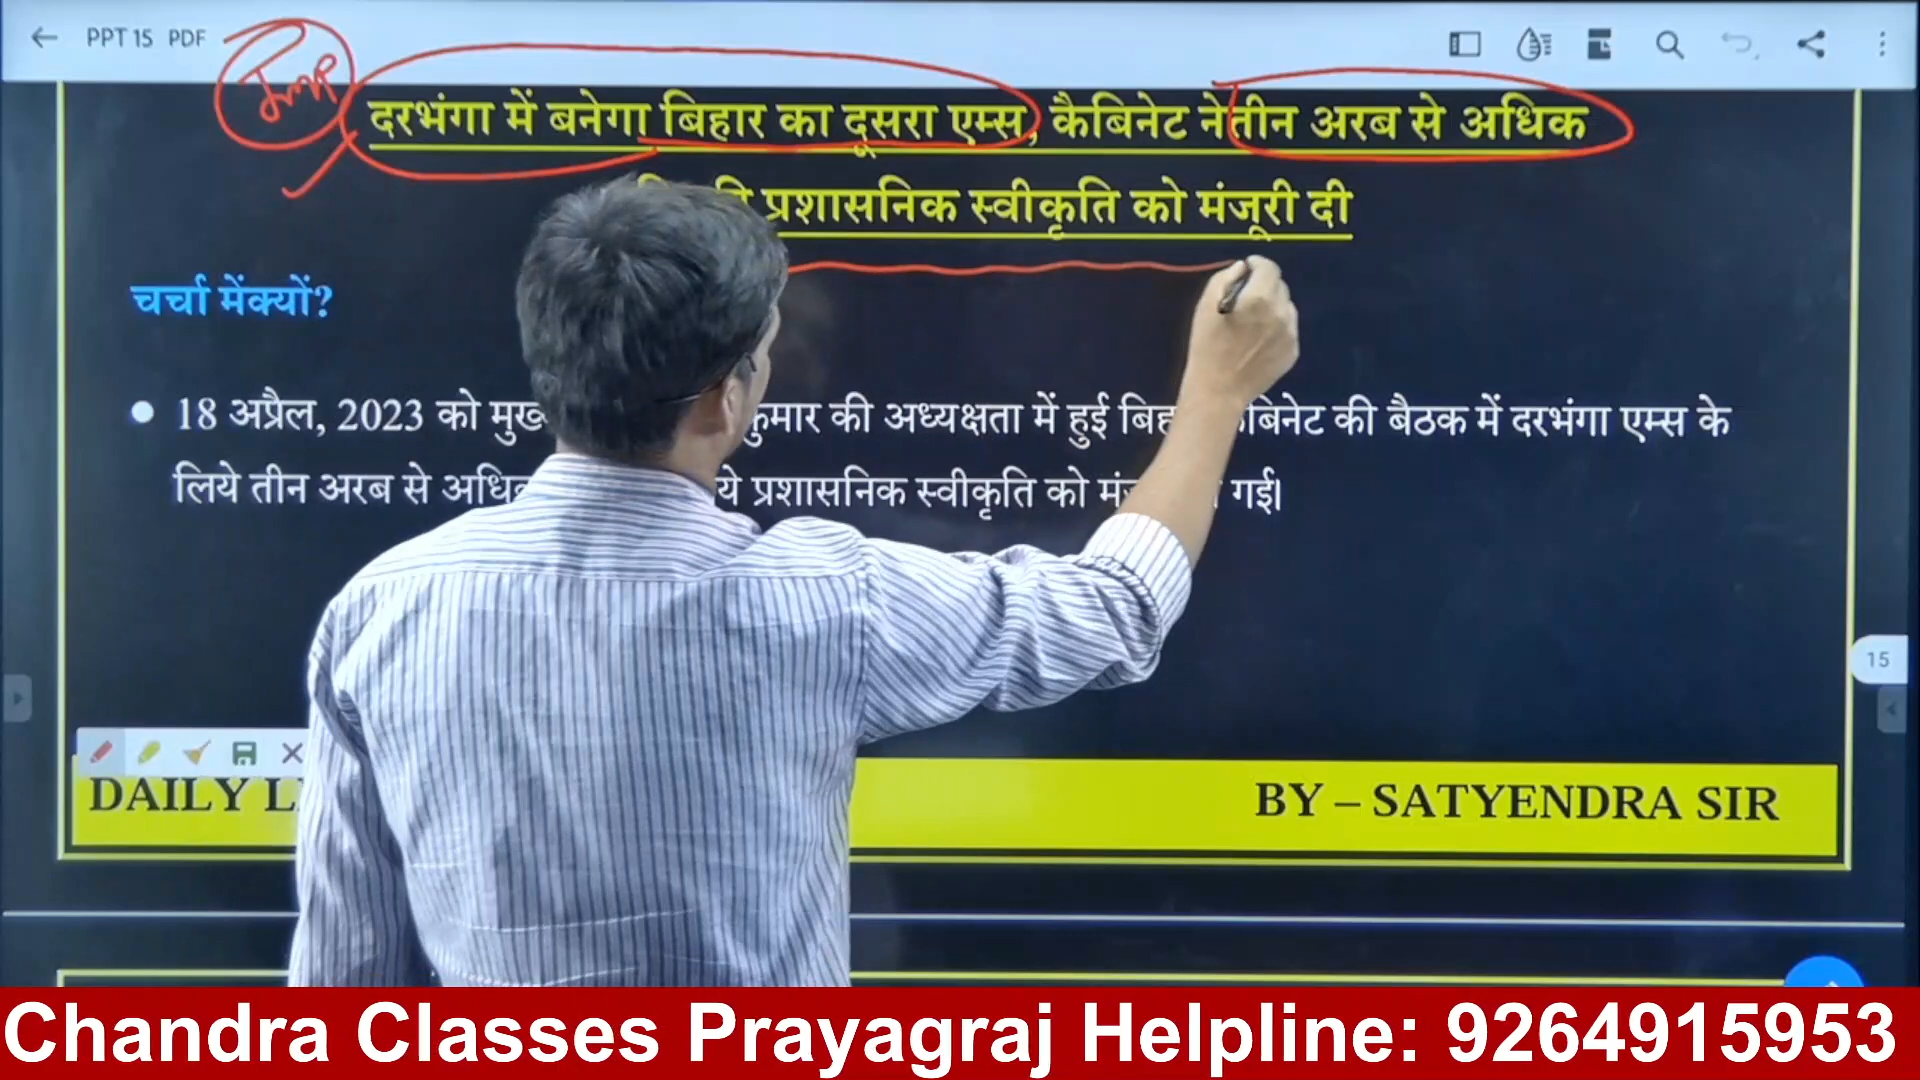 PPT 15 PDF
Imp
दरभंगा में बनेगा बिहार का दूसरा एम्स, कैबिनेट नेतीन अरब से अधिक
प्रशासनिक स्वीकृति को मंजूरी दी
चर्चा मेंक्यों?
● 18 अप्रैल, 2023 को कुमार की अध्यक्षता में हुई की बैठक में दरभंगा एम्स के
लिये तीन अरब से प्रशासनिक स्वीकृति को गई।
15
DAILY
BY – SATYENDRA SIR
Chandra Classes Prayagraj Helpline: 9264915953